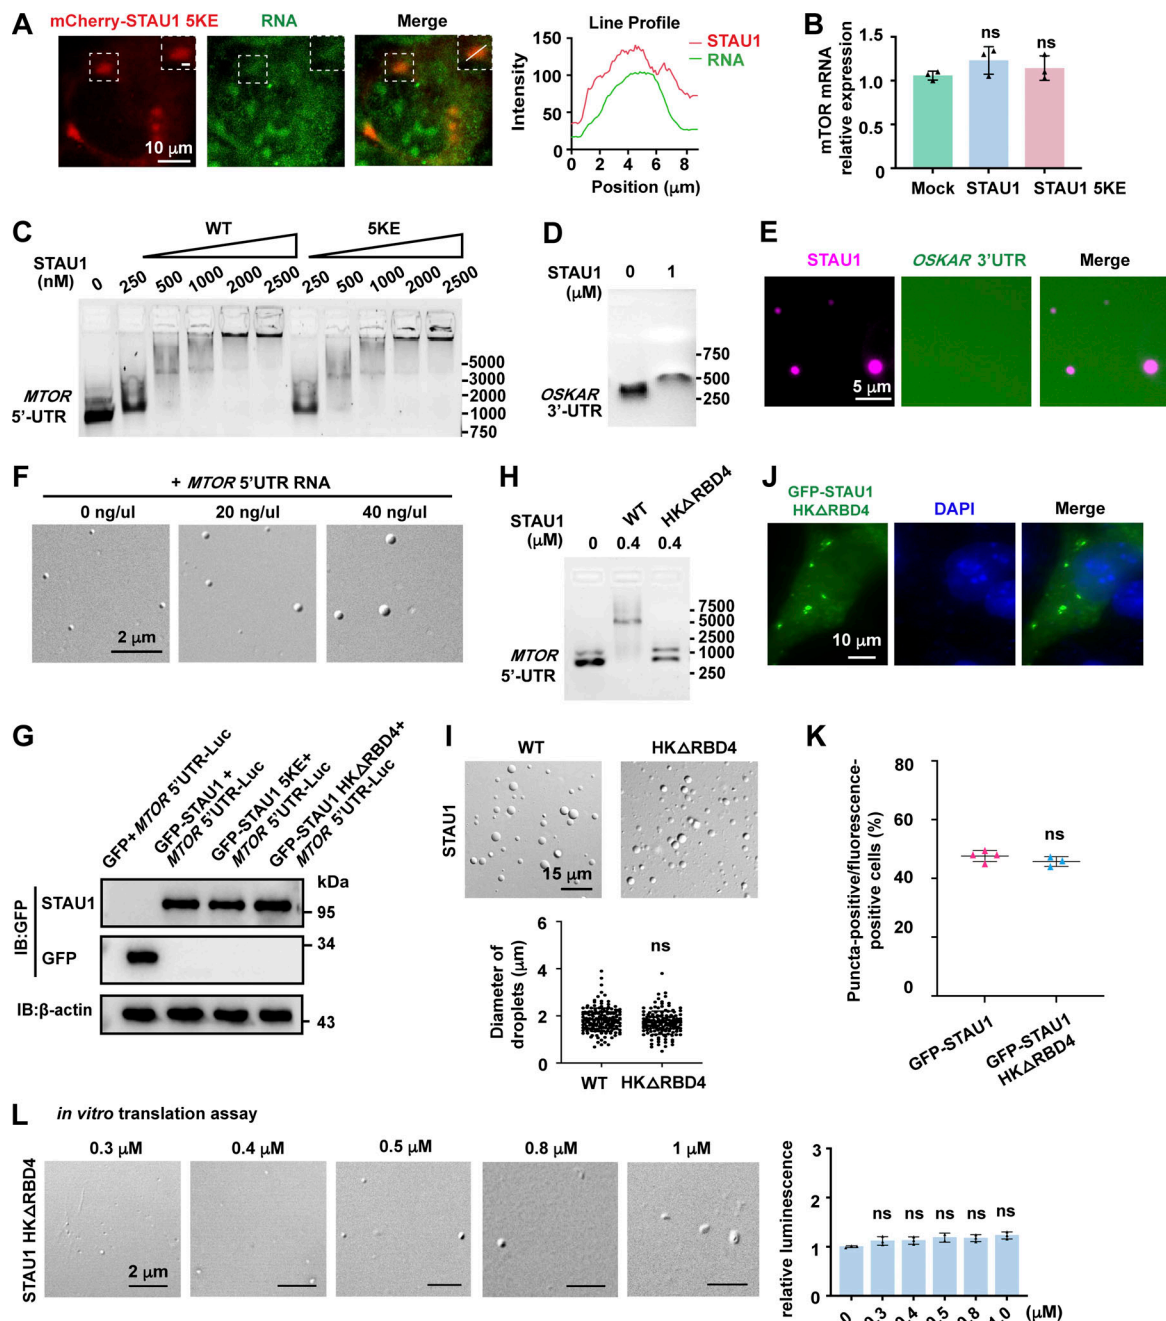 A
mCherry-STAU1 5KE
RNA
Merge
10 μm
Line Profile
STAU1
RNA
Intensity
150
100
50
0
0 2 4 6 8
Position (μm)
B
ns ns
mTOR mRNA
relative expression
1.5
1.0
0.5
0
Mock STAU1 STAU1 5KE
C
WT 5KE
STAU1
(nM)
0 250 500 1000 2000 2500 250 500 1000 2000 2500
MTOR
5'-UTR
5000
3000
2000
1000
750
D
STAU1
(μM)
0 1
OSKAR
3'-UTR
750
500
250
E
STAU1 OSKAR 3'UTR Merge
5 μm
F
+ MTOR 5'UTR RNA
0 ng/ul 20 ng/ul 40 ng/ul
2 μm
H
WT HKΔRBD4
STAU1
(μM)
0 0.4 0.4
MTOR
5'-UTR
7500
5000
2500
1000
250
J
GFP-STAU1
HKΔRBD4
DAPI
Merge
10 μm
G
GFP+MTOR 5'UTR-Luc
GFP-STAU1 +
MTOR 5'UTR-Luc
GFP-STAU1 5KE+
MTOR 5'UTR-Luc
GFP-STAU1 HKΔRBD4+
MTOR 5'UTR-Luc
IB:GFP
STAU1
GFP
IB:β-actin
kDa
95
34
43
I
WT HKΔRBD4
STAU1
15 μm
Diameter of
droplets (μm)
6
4
2
0
ns
WT HKΔRBD4
K
Puncta-positive/fluorescence-
positive cells (%)
80
60
40
20
0
ns
GFP-STAU1
GFP-STAU1
HKΔRBD4
L
in vitro translation assay
0.3 μM 0.4 μM 0.5 μM 0.8 μM 1 μM
STAU1 HKΔRBD4
2 μm
relative luminescence
3
2
1
0
ns ns ns ns ns
0 0.3 0.4 0.5 0.8 1.0 (μM)